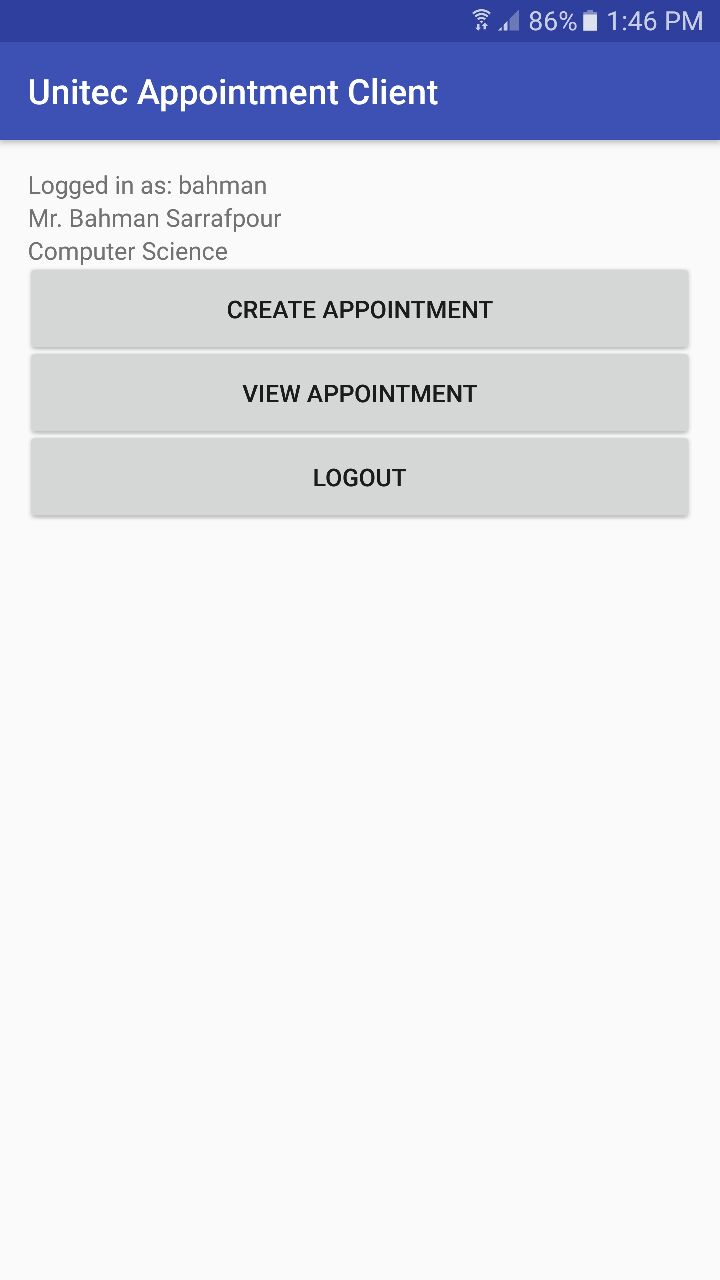 86% 1:46 PM
Unitec Appointment Client
Logged in as: bahman
Mr. Bahman Sarrafpour
Computer Science
CREATE APPOINTMENT
VIEW APPOINTMENT
LOGOUT